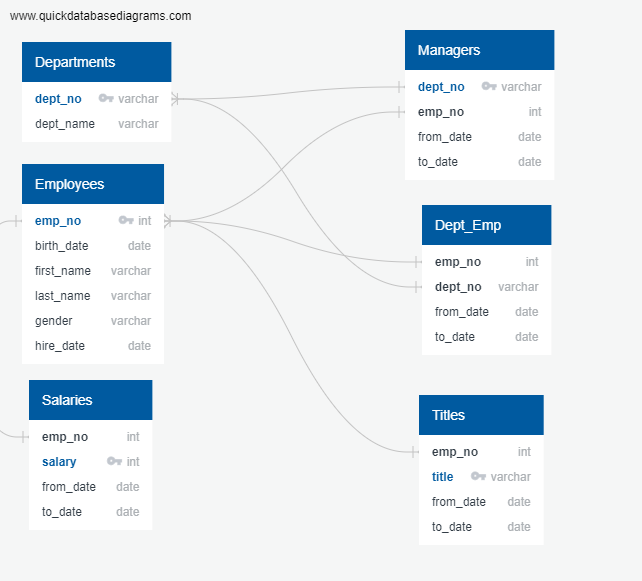 www.quickdatabasediagrams.com
Departments
dept_no varchar
dept_name varchar
Employees
emp_no int
birth_date date
first_name varchar
last_name varchar
gender varchar
hire_date date
Salaries
emp_no int
salary int
from_date date
to_date date
Managers
dept_no varchar
emp_no int
from_date date
to_date date
Dept_Emp
emp_no int
dept_no varchar
from_date date
to_date date
Titles
emp_no int
title varchar
from_date date
to_date date